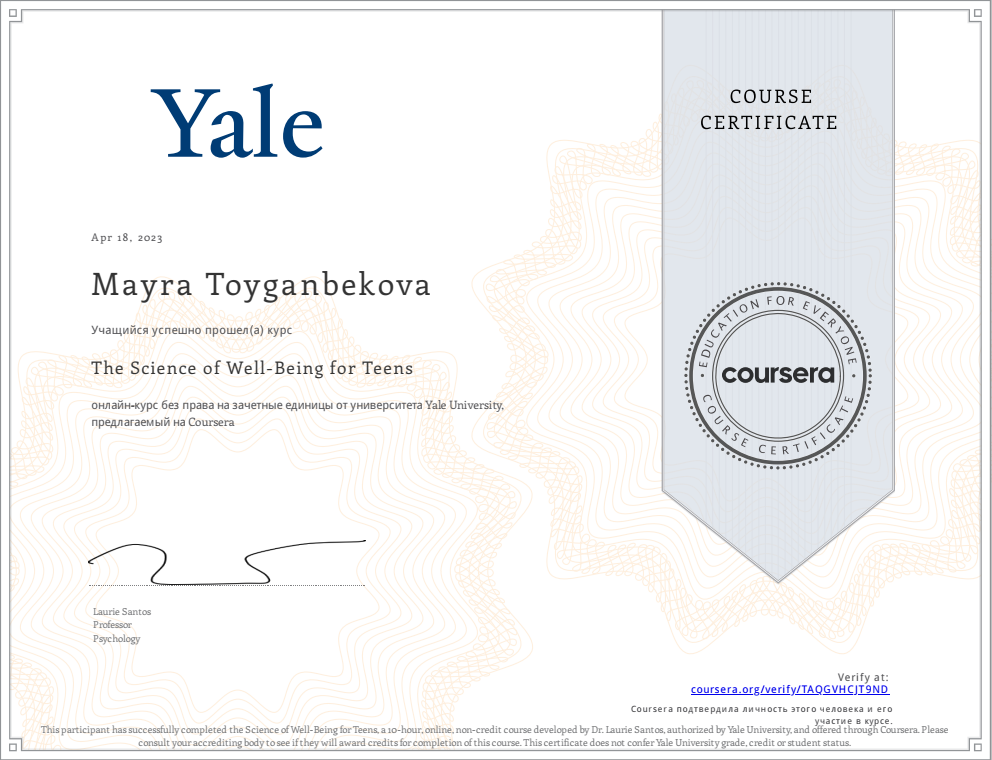 Yale
COURSE
CERTIFICATE
Apr 18, 2023
Mayra Toyganbekova
Учащийся успешно прошел(а) курс
The Science of Well-Being for Teens
онлайн-курс без права на зачетные единицы от университета Yale University,
предлагаемый на Coursera
EDUCATION FOR EVERYONE
coursera
COURSE CERTIFICATE
Laurie Santos
Professor
Psychology
Verify at:
coursera.org/verify/TAQGVHCJT9ND
Coursera подтвердила личность этого человека и его
участие в курсе.
This participant has successfully completed the Science of Well-Being for Teens, a 10-hour, online, non-credit course developed by Dr. Laurie Santos, authorized by Yale University, and offered through Coursera. Please
consult your accrediting body to see if they will award credits for completion of this course. This certificate does not confer Yale University grade, credit or student status.